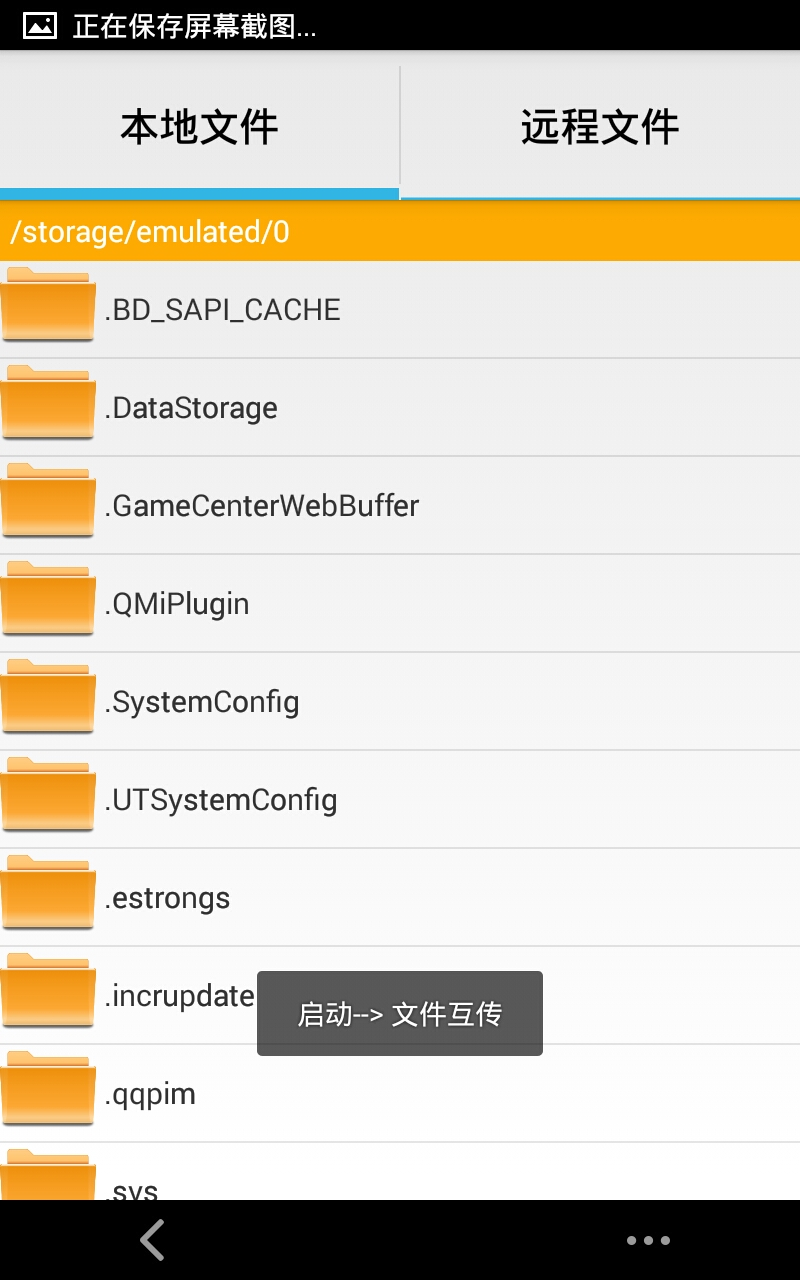 正在保存屏幕截图...
本地文件
远程文件
/storage/emulated/0
.BD_SAPI_CACHE
.DataStorage
.GameCenterWebBuffer
.QMiPlugin
.SystemConfig
.UTSystemConfig
.estrongs
.incrupdate
启动--> 文件互传
.qqpim
.sys